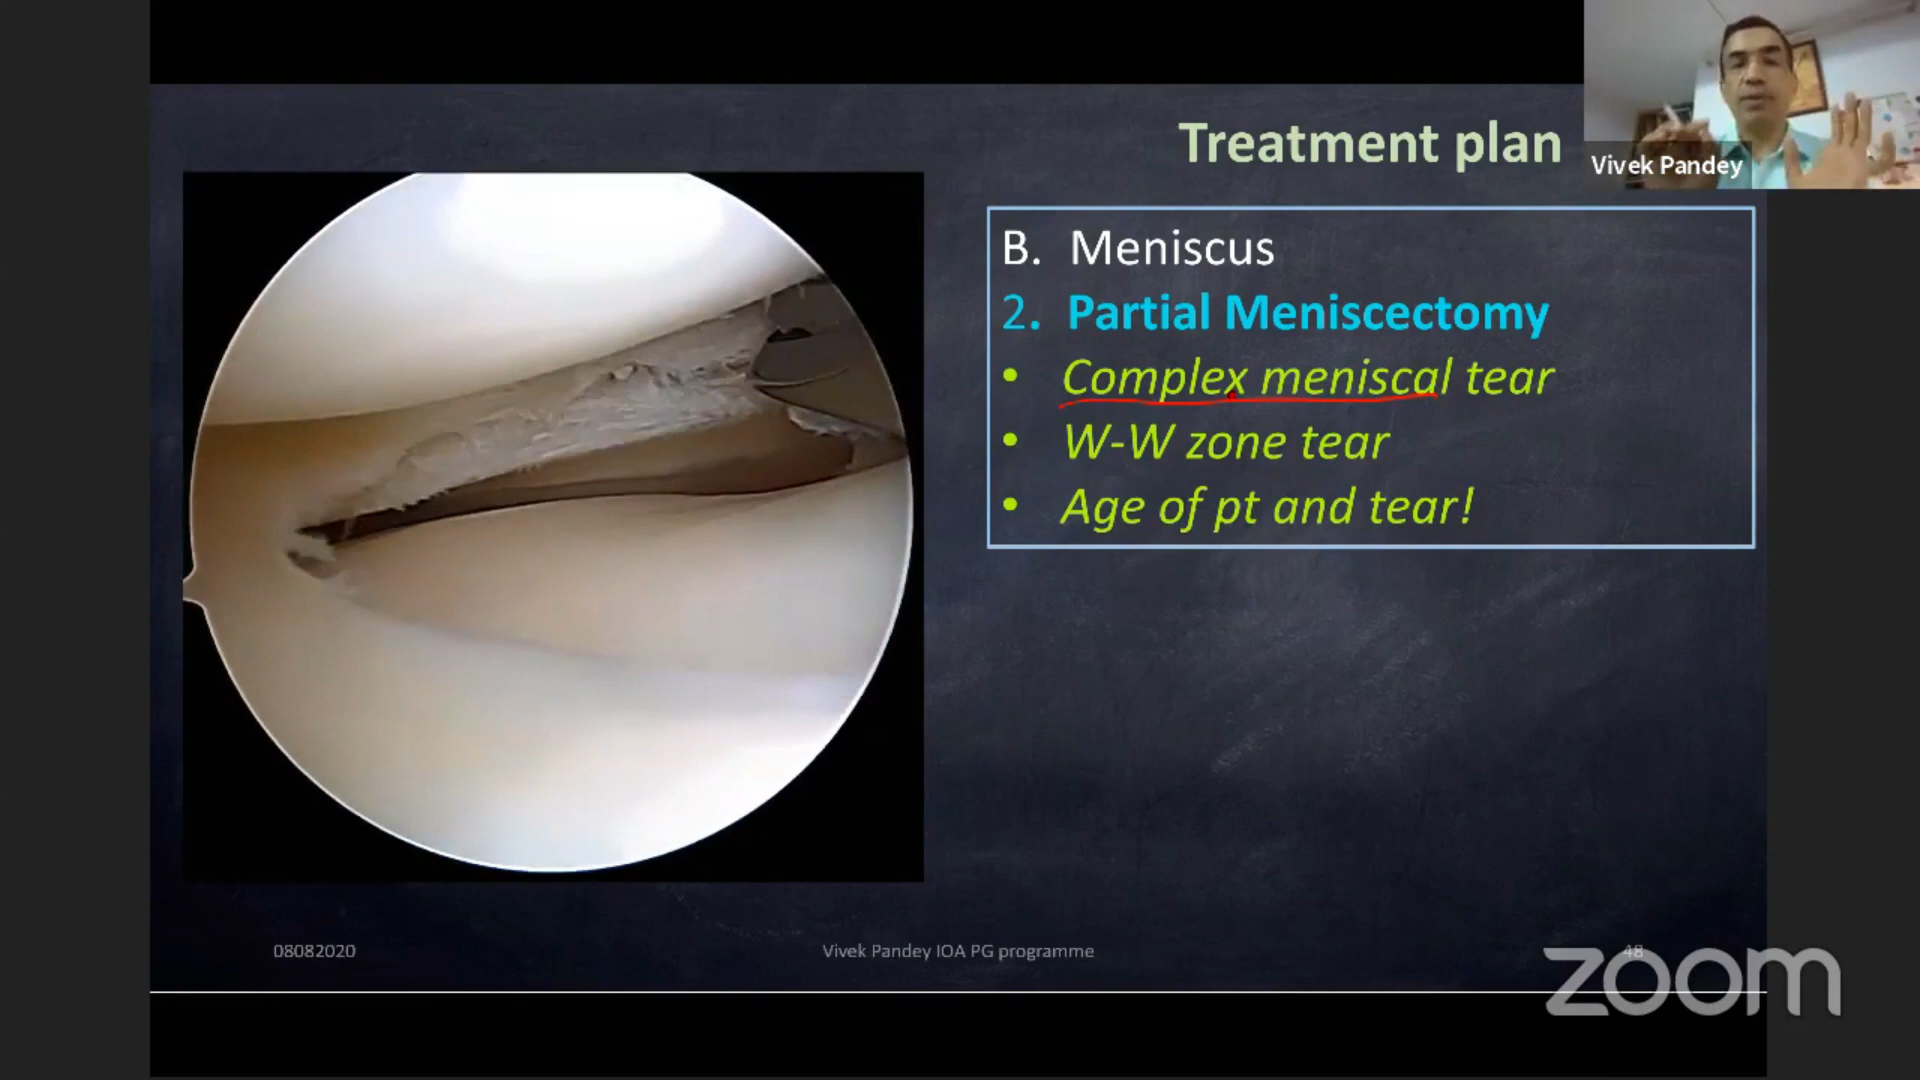 Treatment plan
Vivek Pandey
B. Meniscus
2. Partial Meniscectomy
• Complex meniscal tear
• W-W zone tear
• Age of pt and tear!
08082020
Vivek Pandey IOA PG programme
48
zoom